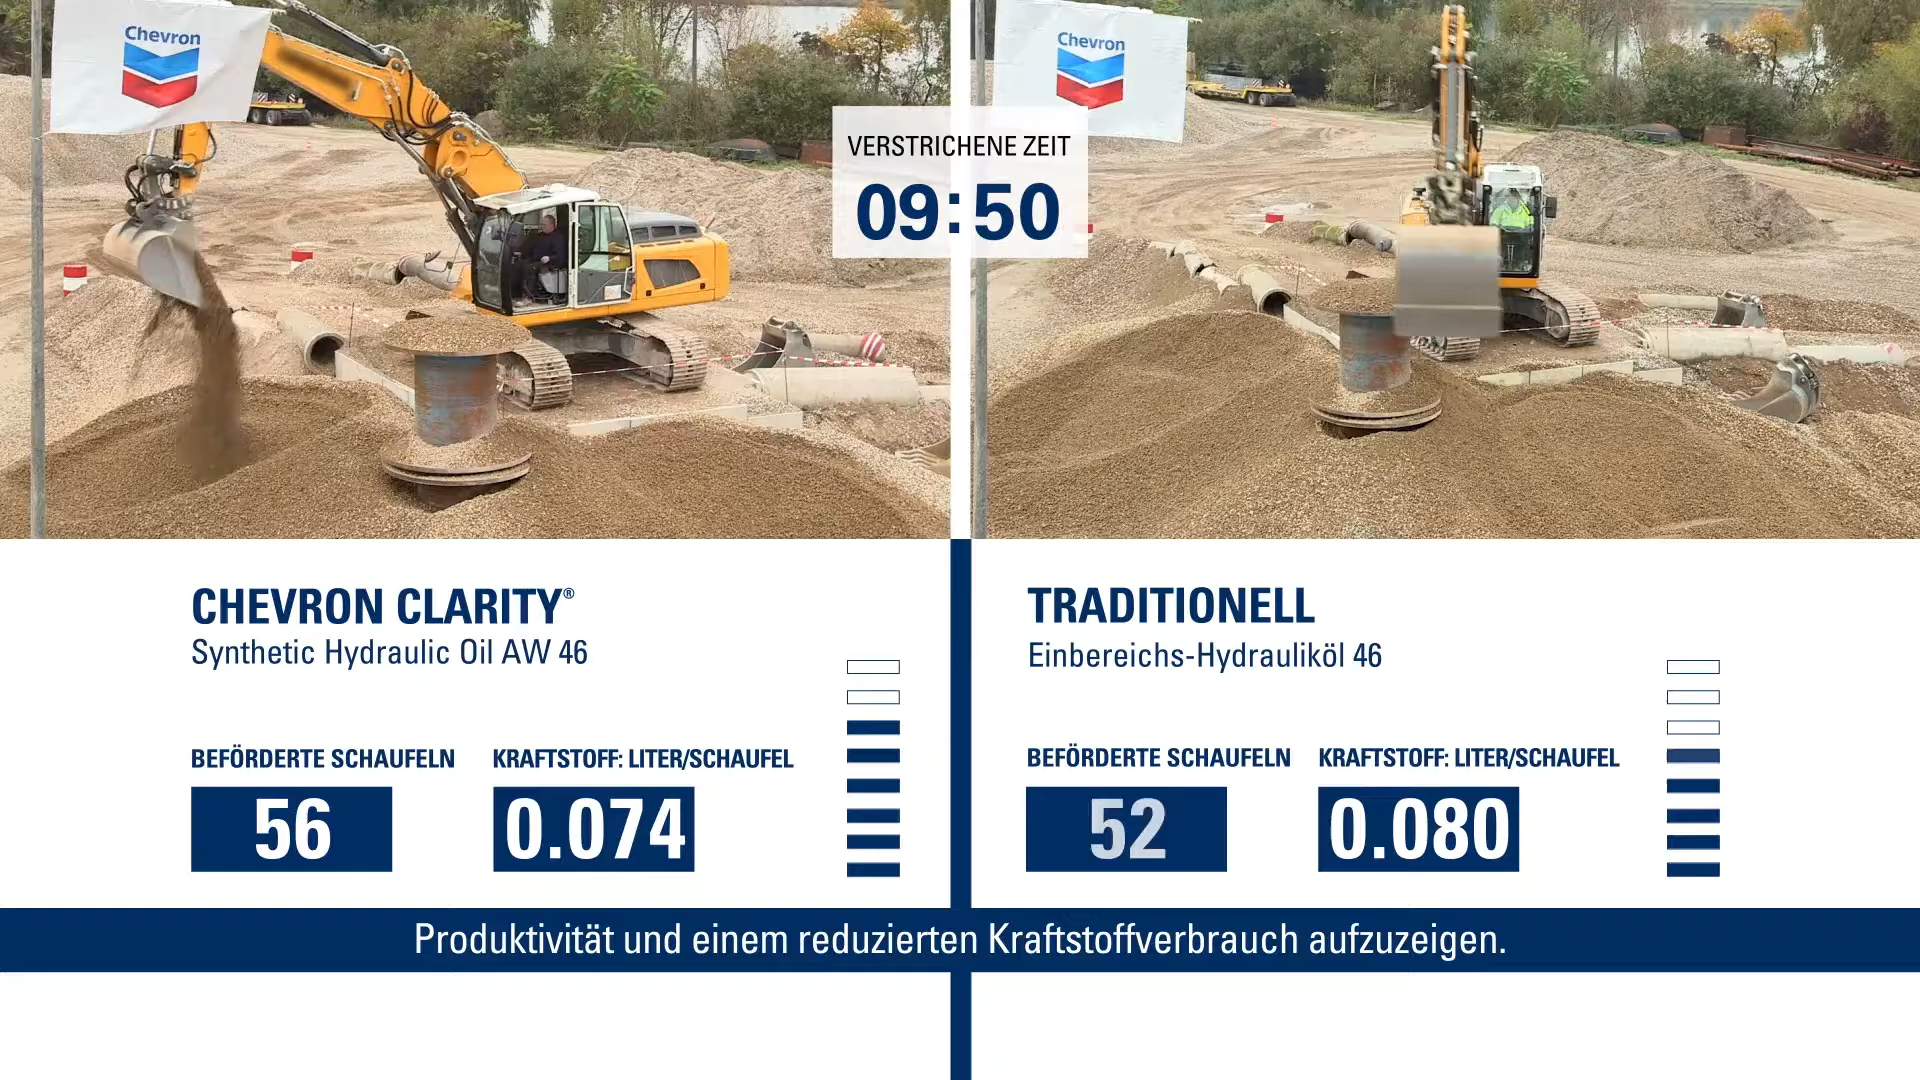 Chevron
Chevron
VERSTRICHENE ZEIT
09:50
CHEVRON CLARITY®
Synthetic Hydraulic Oil AW 46
BEFÖRDERTE SCHAUFELN
KRAFTSTOFF: LITER/SCHAUFEL
56
0.074
TRADITIONELL
Einbereichs-Hydrauliköl 46
BEFÖRDERTE SCHAUFELN
KRAFTSTOFF: LITER/SCHAUFEL
52
0.080
Produktivität und einem reduzierten Kraftstoffverbrauch aufzuzeigen.